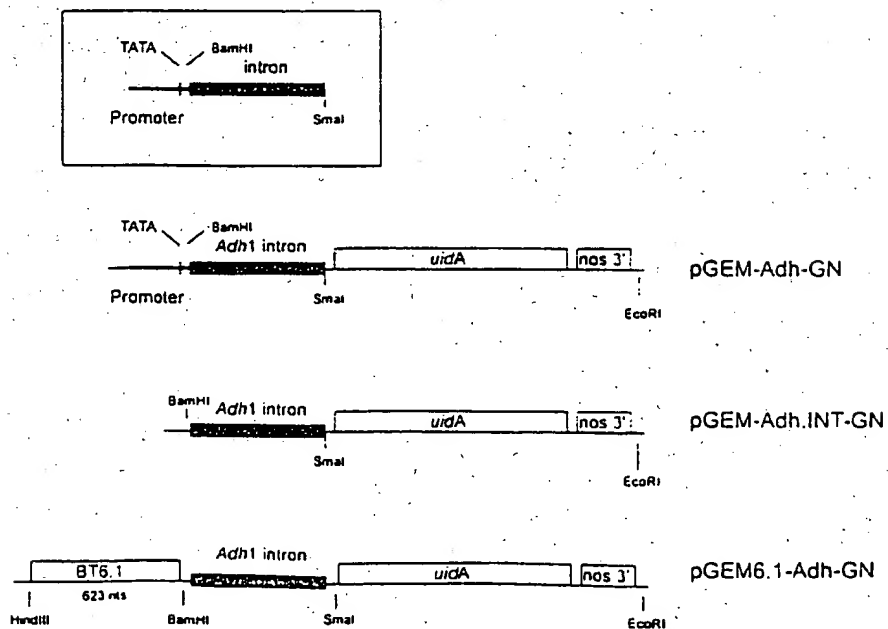 TATA BamHI
intron
Promoter SmaI
TATA BamHI
Adh1 intron uidA nos 3' pGEM-Adh-GN
Promoter SmaI EcoRI
BamHI Adh1 intron uidA nos 3' pGEM-Adh.INT-GN
SmaI EcoRI
BT6.1 Adh1 intron uidA nos 3' pGEM6.1-Adh-GN
623 nts
HindIII BamHI SmaI EcoRI